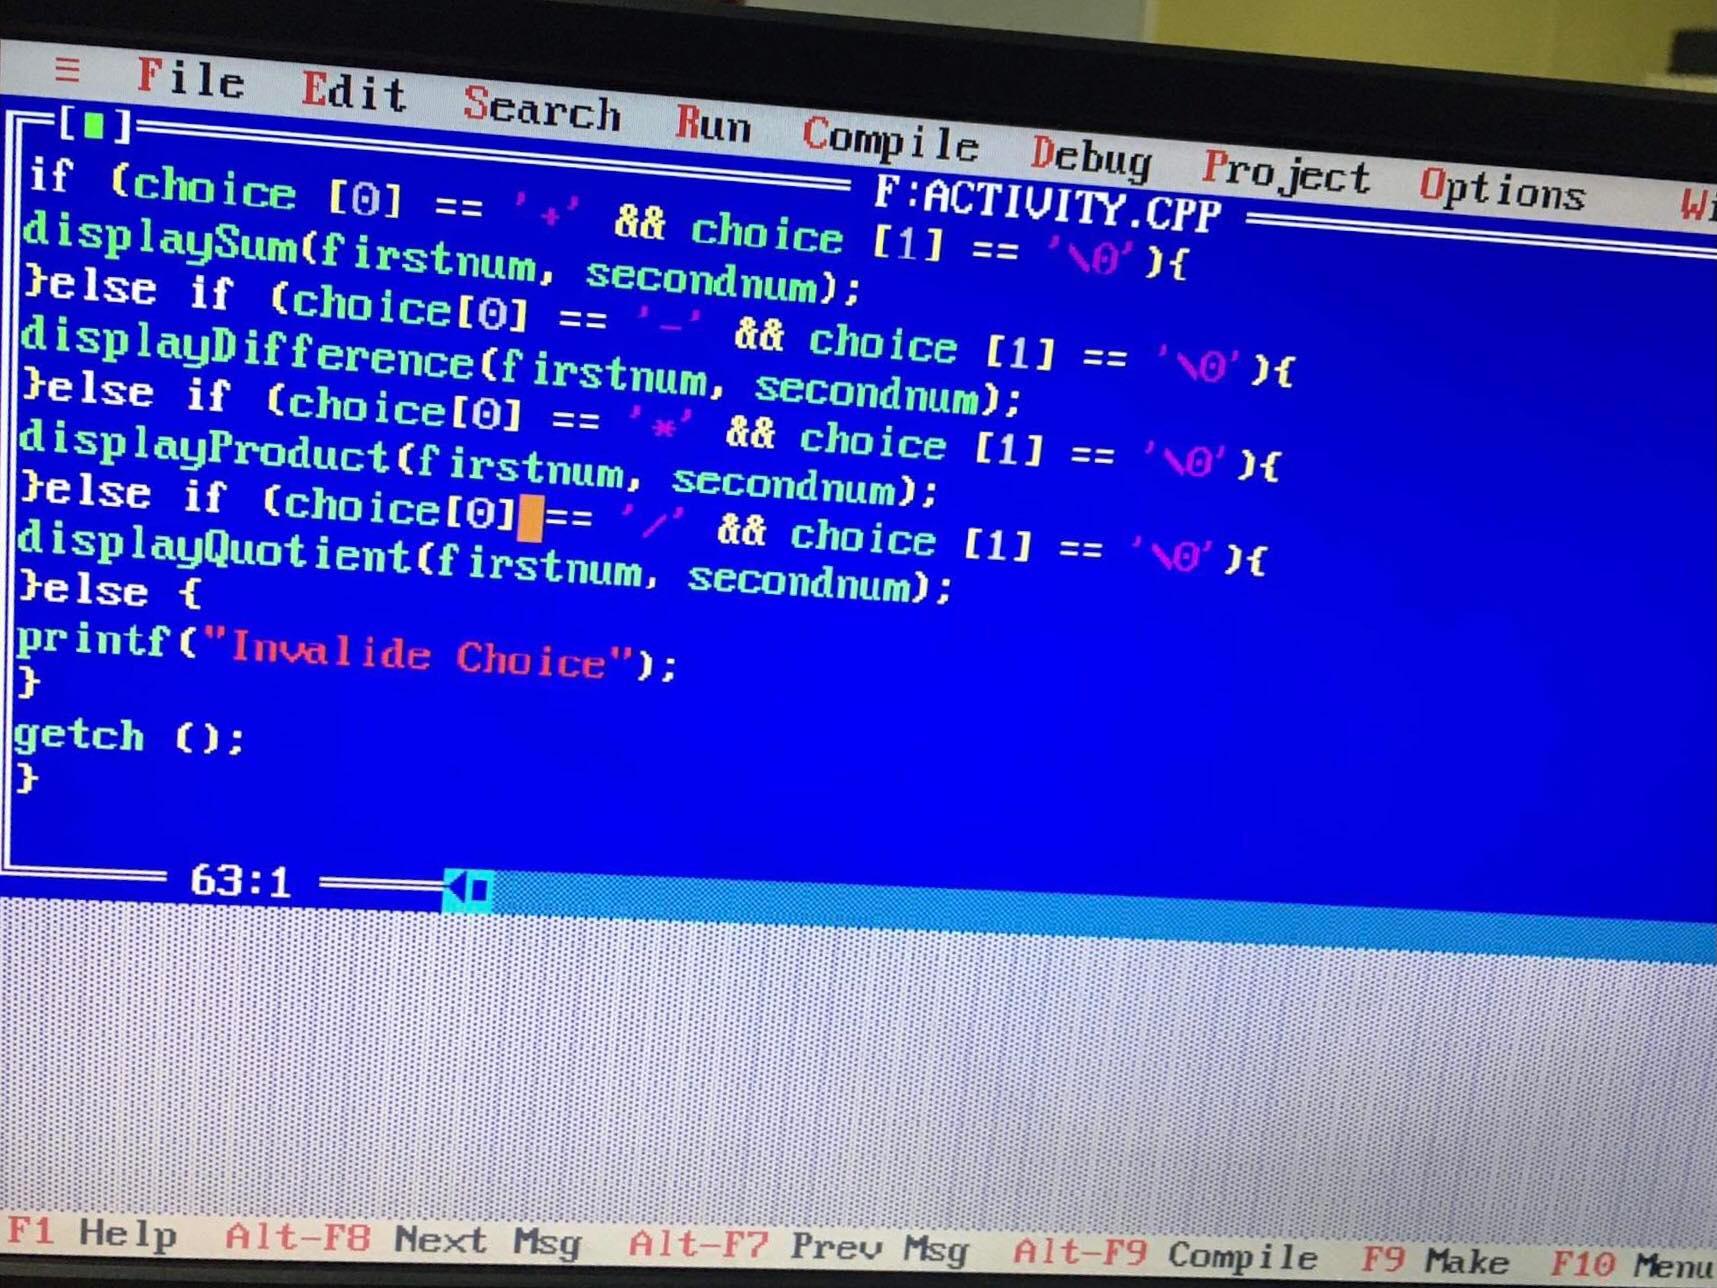 ≡ File Edit Search Run Compile Debug Project Options Wi
[■] F:ACTIVITY.CPP
if (choice [0] == '+' && choice [1] == '\0'){
displaySum(firstnum, secondnum);
}else if (choice[0] == '-' && choice [1] == '\0'){
displayDifference(firstnum, secondnum);
}else if (choice[0] == '*' && choice [1] == '\0'){
displayProduct(firstnum, secondnum);
}else if (choice[0] == '/' && choice [1] == '\0'){
displayQuotient(firstnum, secondnum);
}else {
printf("Invalide Choice");
}
getch ();
}
63:1
F1 Help Alt-F8 Next Msg Alt-F7 Prev Msg Alt-F9 Compile F9 Make F10 Menu